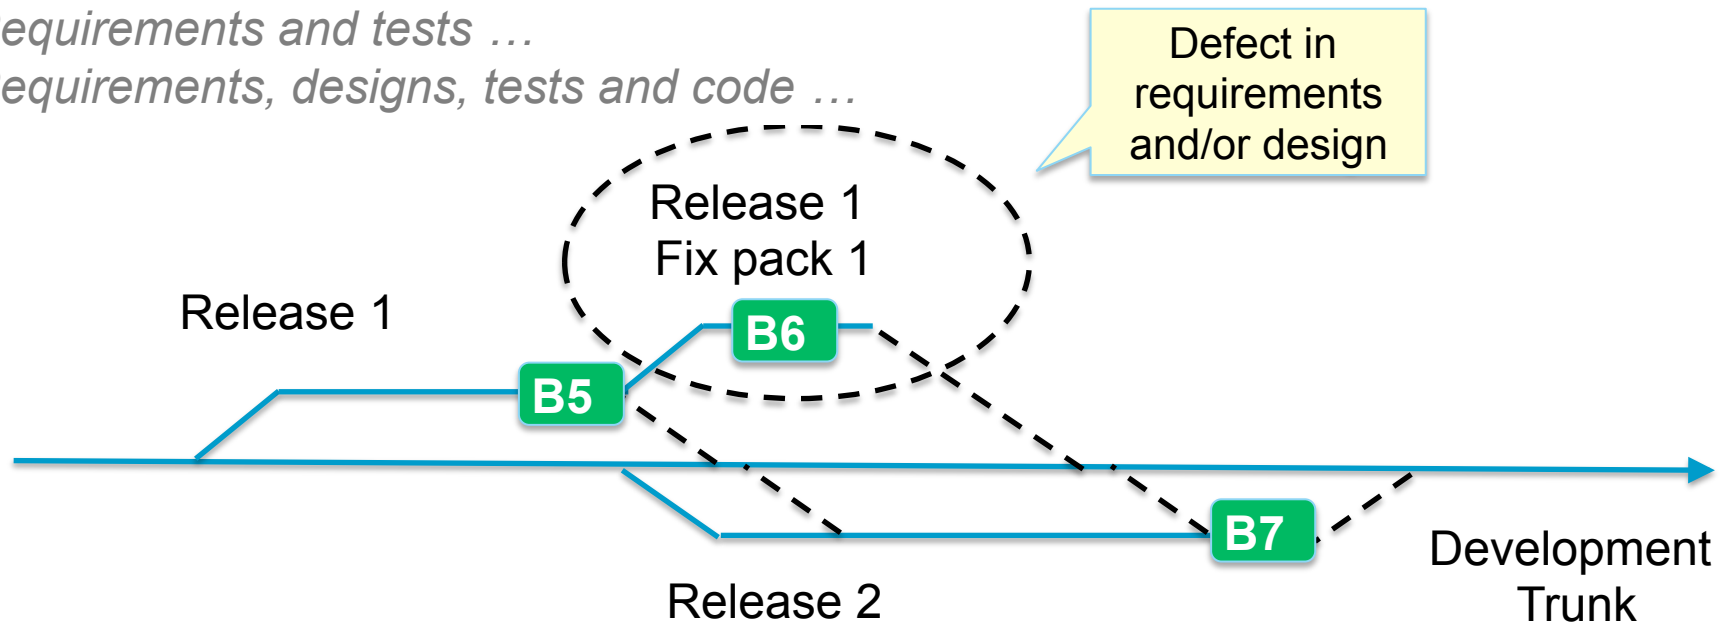 equirements and tests …
equirements, designs, tests and code …
Defect in
requirements
and/or design
Release 1
Fix pack 1
Release 1
B6
B5
B7
Development
Trunk
Release 2